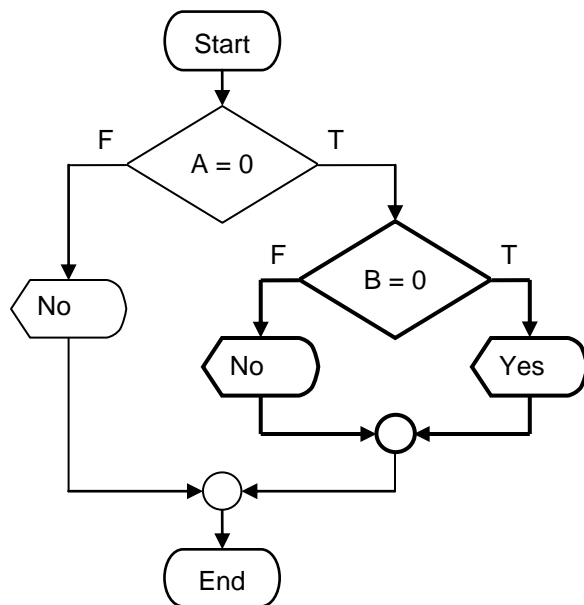 Start
F
T
A = 0
F
T
B = 0
No
No
Yes
End